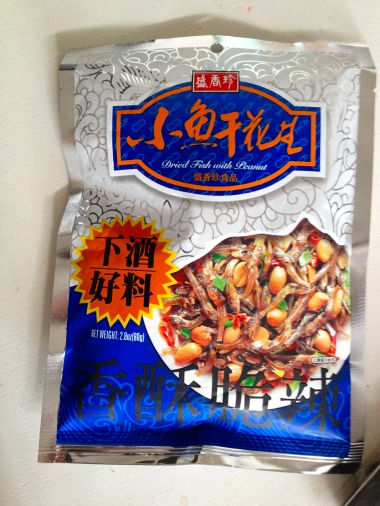 盛香珍
小魚干花生
Dried Fish with Peanut
盛香珍食品
下酒
好料
NET WEIGHT: 2.8oz(80g)
香酥脆辣